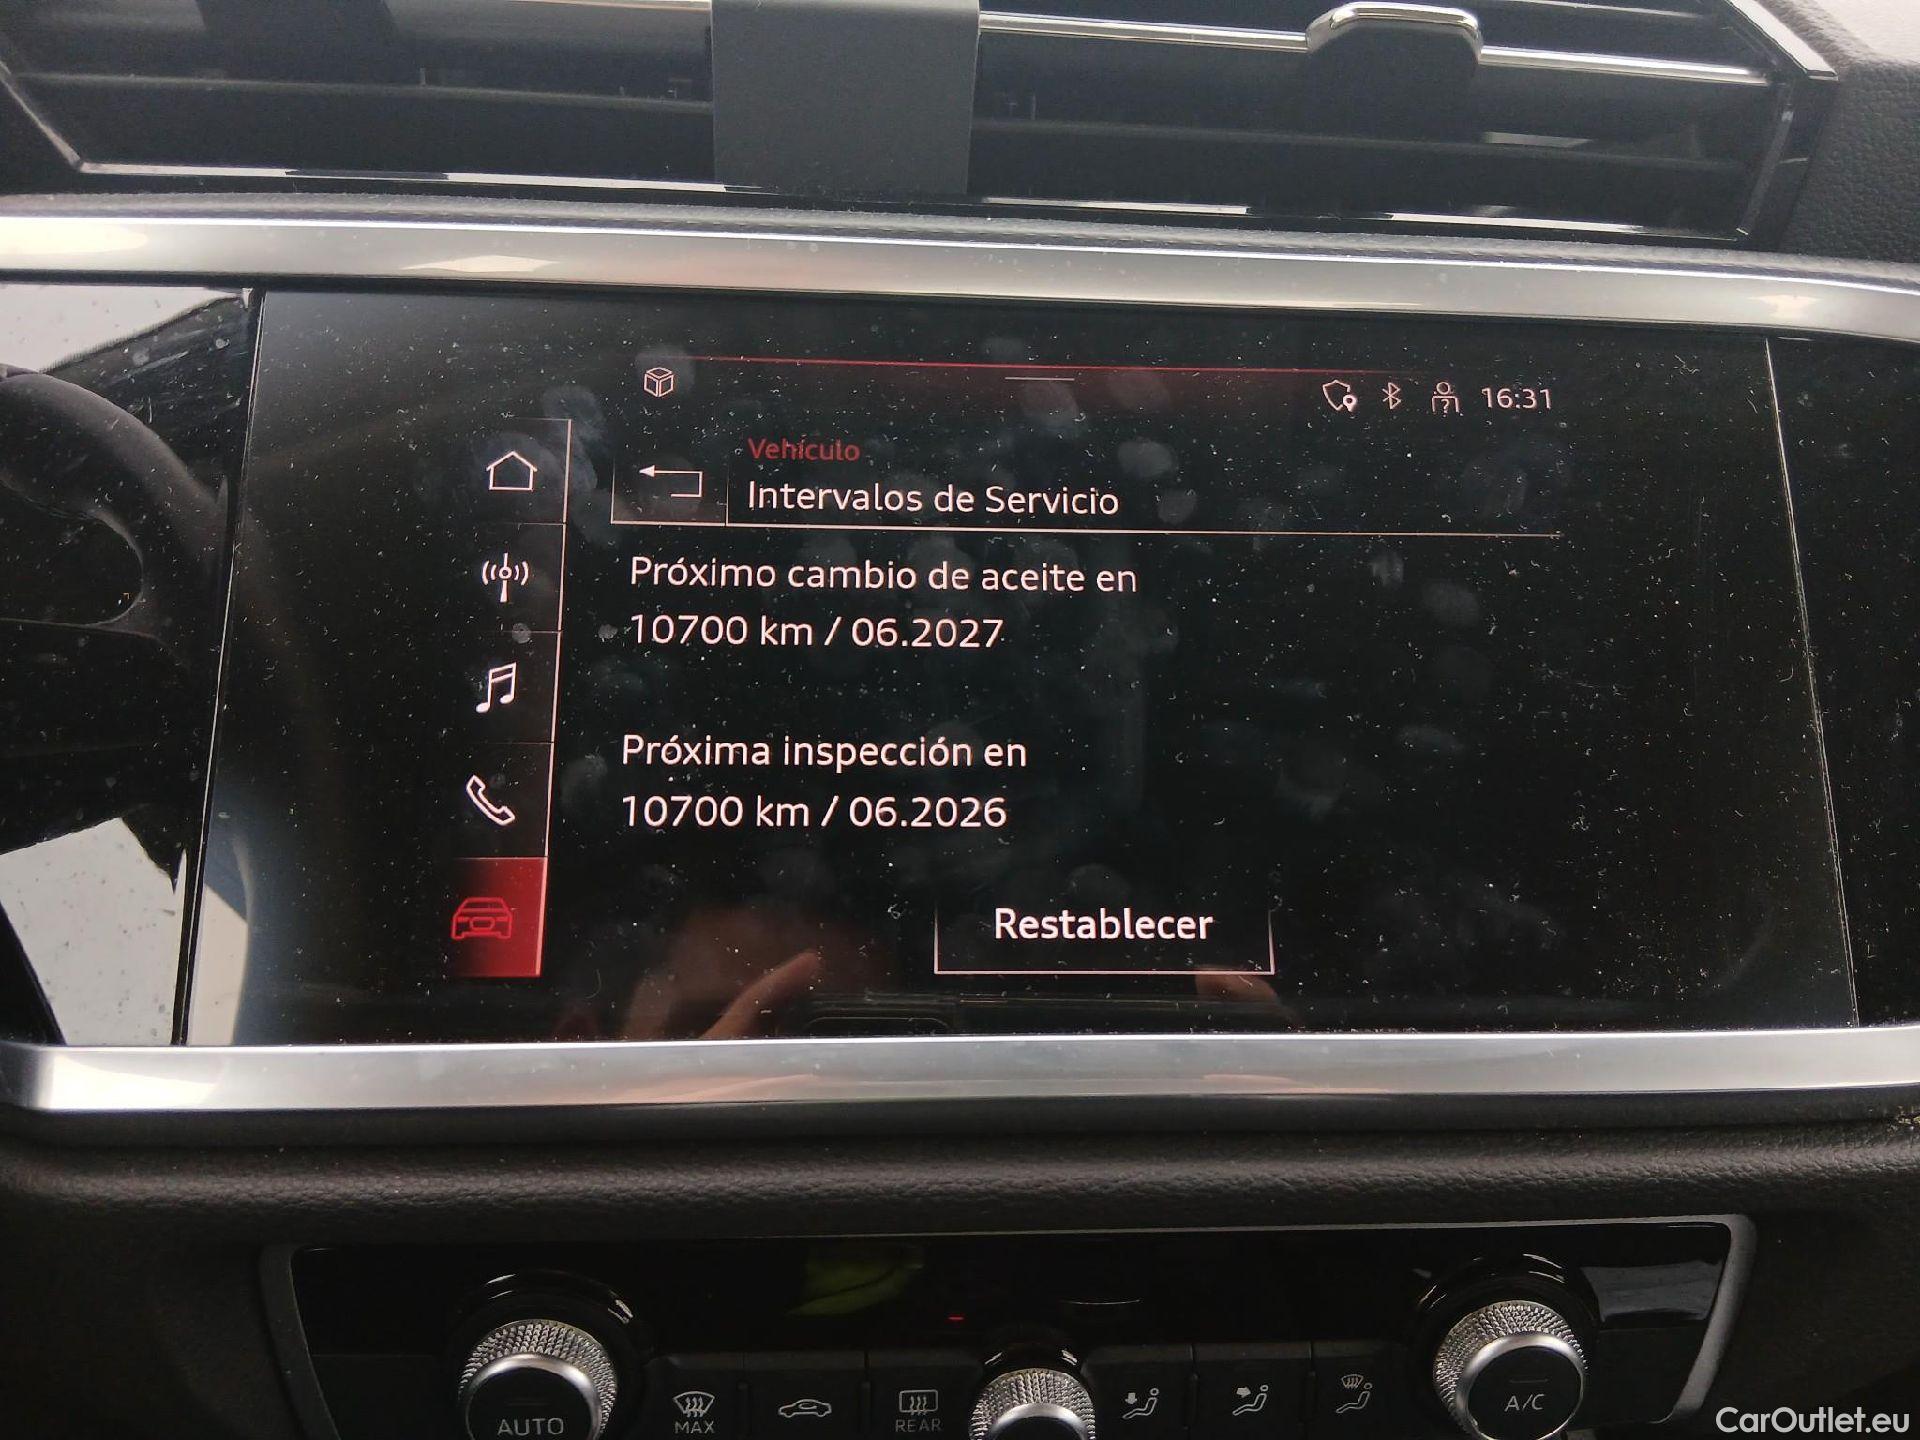 16:31
Vehículo
Intervalos de Servicio
Próximo cambio de aceite en
10700 km / 06.2027
Próxima inspección en
10700 km / 06.2026
Restablecer
AUTO
MAX
REAR
A/C
CarOutlet.eu